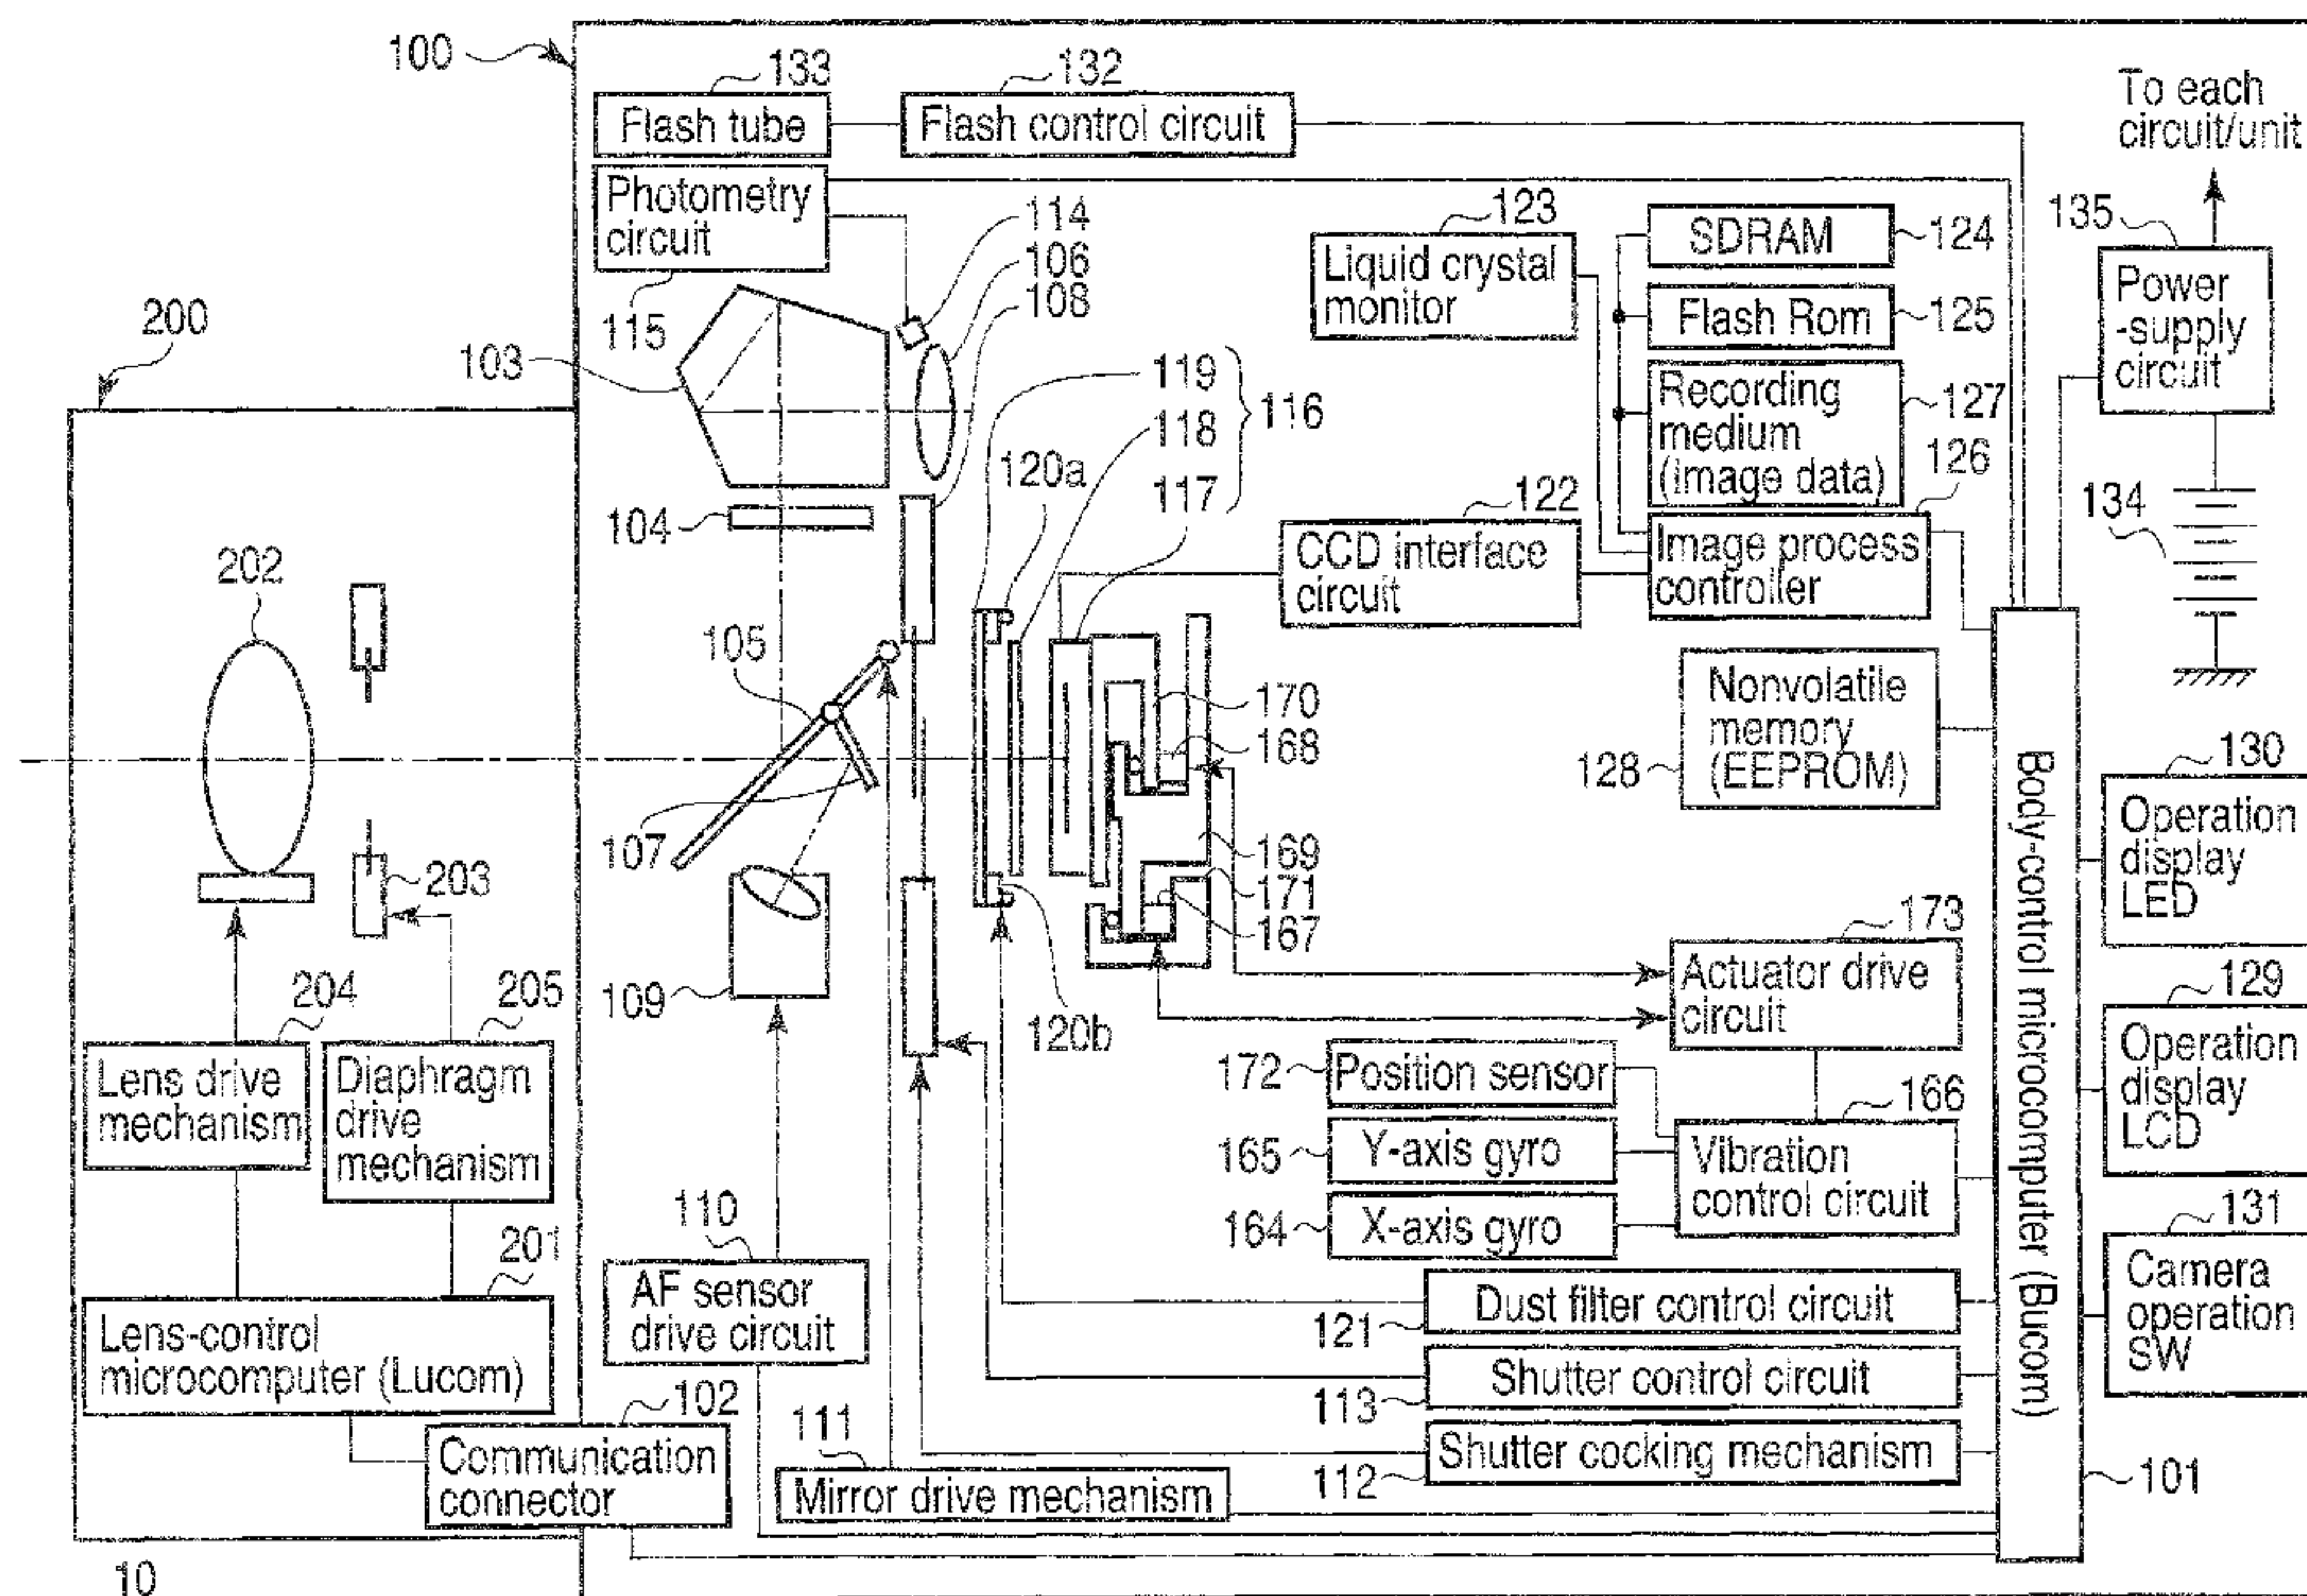 100
133
132
Flash tube
Flash control circuit
To each
circuit/unit
Photometry
circuit
114
106
108
115
123
Liquid crystal
monitor
SDRAM
124
Flash Rom
125
Recording
medium
(image data)
127
126
135
Power
-supply
circuit
134
200
103
119
118
117
116
120a
104
122
CCD interface
circuit
Image process
controller
202
105
107
203
170
168
169
171
167
Nonvolatile
memory
(EEPROM)
128
130
Operation
display
LED
109
120b
173
Actuator drive
circuit
129
Operation
display
LCD
204
205
Lens drive
mechanism
Diaphragm
drive
mechanism
172
Position sensor
165
Y-axis gyro
164
X-axis gyro
166
Vibration
control circuit
131
Camera
operation
SW
201
Lens-control
microcomputer (Lucom)
110
AF sensor
drive circuit
Dust filter control circuit
121
Shutter control circuit
113
Shutter cocking mechanism
112
102
Communication
connector
111
Mirror drive mechanism
Body-control microcomputer (Bucom)
101
10